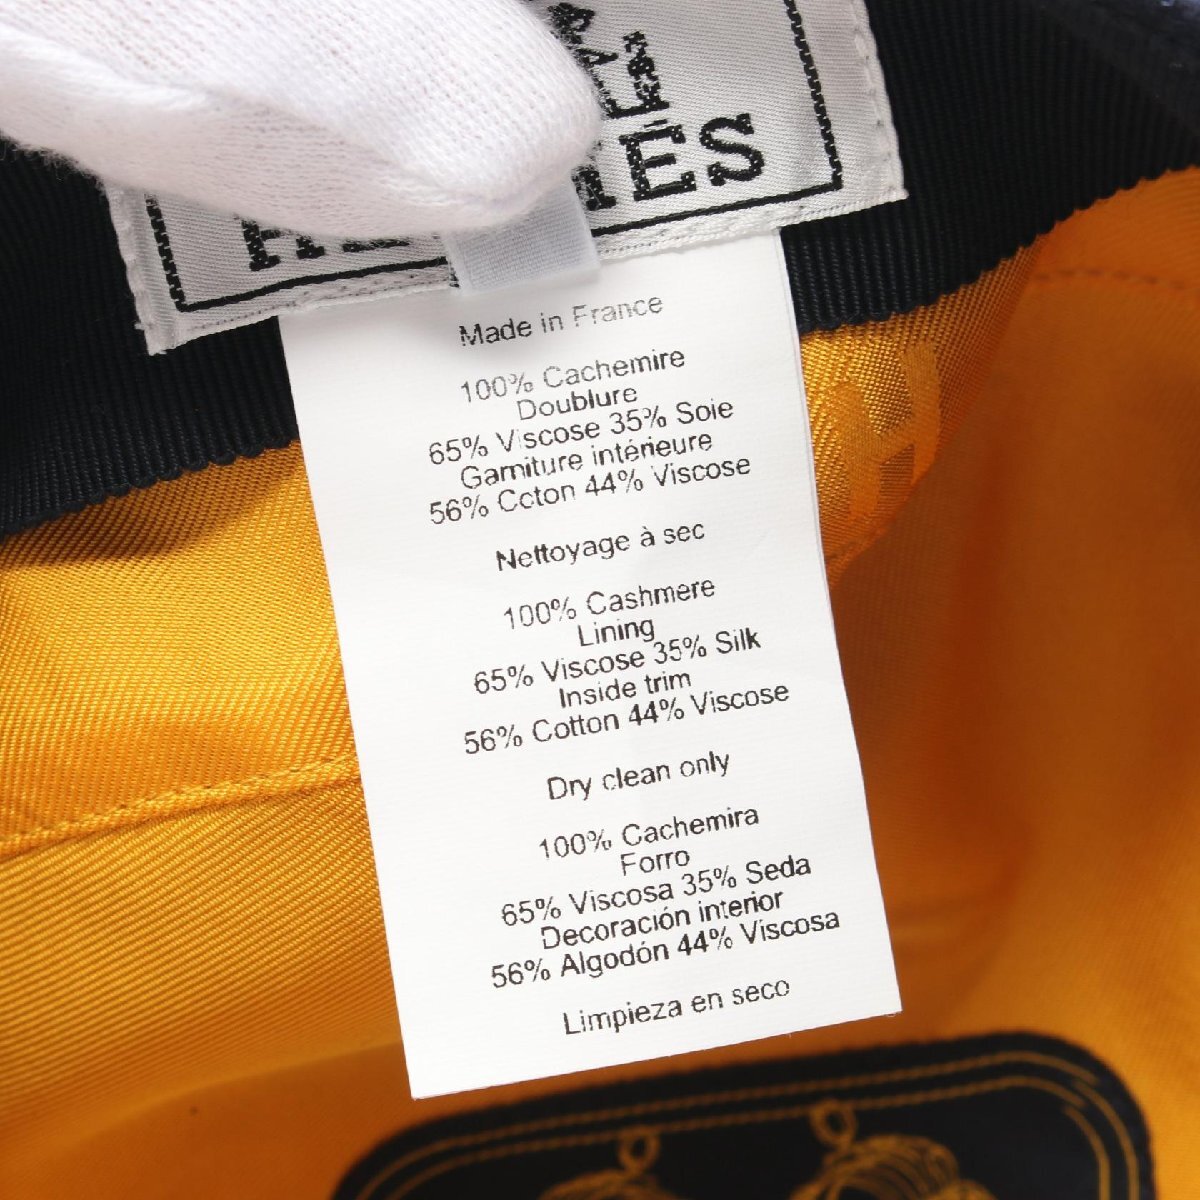 HERMES
Made in France
100% Cachemire
Doublure
65% Viscose 35% Soie
Garniture intérieure
56% Coton 44% Viscose
Nettoyage à sec
100% Cashmere
Lining
65% Viscose 35% Silk
Inside trim
56% Cotton 44% Viscose
Dry clean only
100% Cachemira
Forro
65% Viscosa 35% Seda
Decoración interior
56% Algodón 44% Viscosa
Limpieza en seco
H